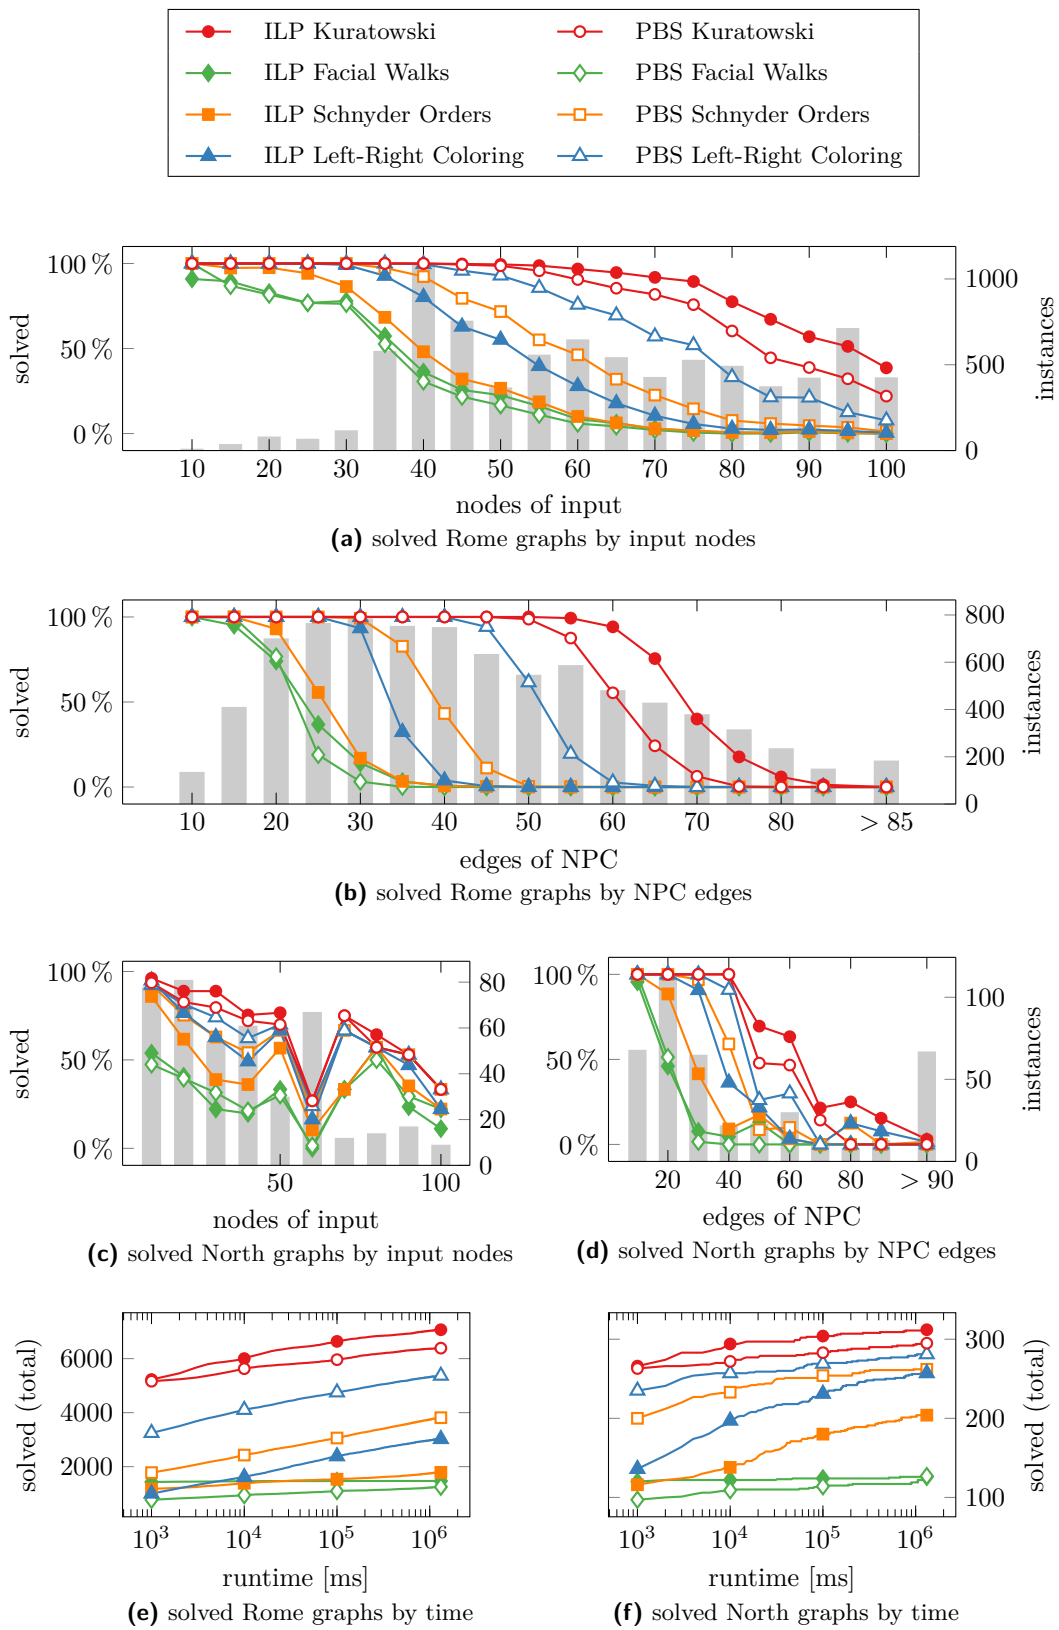 ILP Kuratowski PBS Kuratowski
ILP Facial Walks PBS Facial Walks
ILP Schnyder Orders PBS Schnyder Orders
ILP Left-Right Coloring PBS Left-Right Coloring
100 %
50 %
0 %
solved
1000
500
0
instances
10 20 30 40 50 60 70 80 90 100
nodes of input
(a) solved Rome graphs by input nodes
100 %
50 %
0 %
solved
800
600
400
200
0
instances
10 20 30 40 50 60 70 80 > 85
edges of NPC
(b) solved Rome graphs by NPC edges
100 %
50 %
0 %
80
60
40
20
0
50 100
nodes of input
(c) solved North graphs by input nodes
solved
100 %
50 %
0 %
100
50
0
instances
20 40 60 80 > 90
edges of NPC
(d) solved North graphs by NPC edges
solved (total)
6000
4000
2000
10³ 10⁴ 10⁵ 10⁶
runtime [ms]
(e) solved Rome graphs by time
300
200
100
solved (total)
10³ 10⁴ 10⁵ 10⁶
runtime [ms]
(f) solved North graphs by time